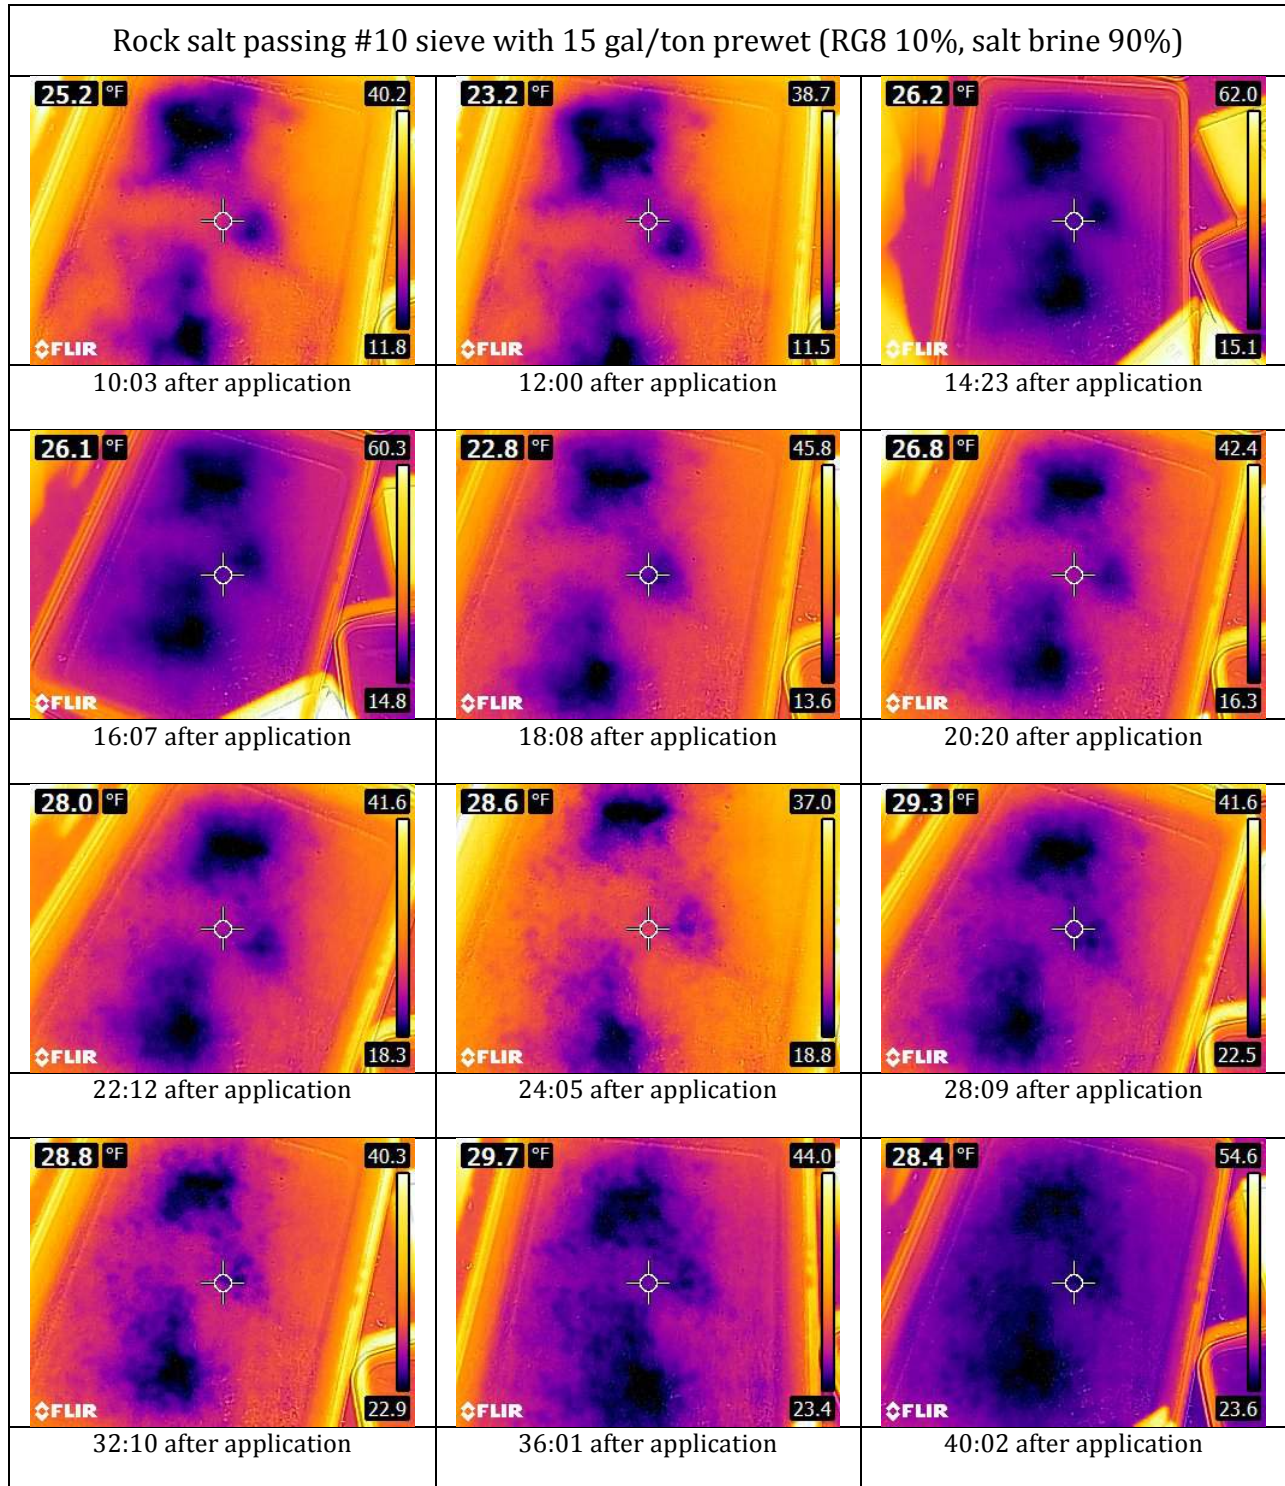 Rock salt passing #10 sieve with 15 gal/ton prewet (RG8 10%, salt brine 90%)
25.2 °F 40.2
FLIR 11.8
10:03 after application
23.2 °F 38.7
FLIR 11.5
12:00 after application
26.2 °F 62.0
FLIR 15.1
14:23 after application
26.1 °F 60.3
FLIR 14.8
16:07 after application
22.8 °F 45.8
FLIR 13.6
18:08 after application
26.8 °F 42.4
FLIR 16.3
20:20 after application
28.0 °F 41.6
FLIR 18.3
22:12 after application
28.6 °F 37.0
FLIR 18.8
24:05 after application
29.3 °F 41.6
FLIR 22.5
28:09 after application
28.8 °F 40.3
FLIR 22.9
32:10 after application
29.7 °F 44.0
FLIR 23.4
36:01 after application
28.4 °F 54.6
FLIR 23.6
40:02 after application